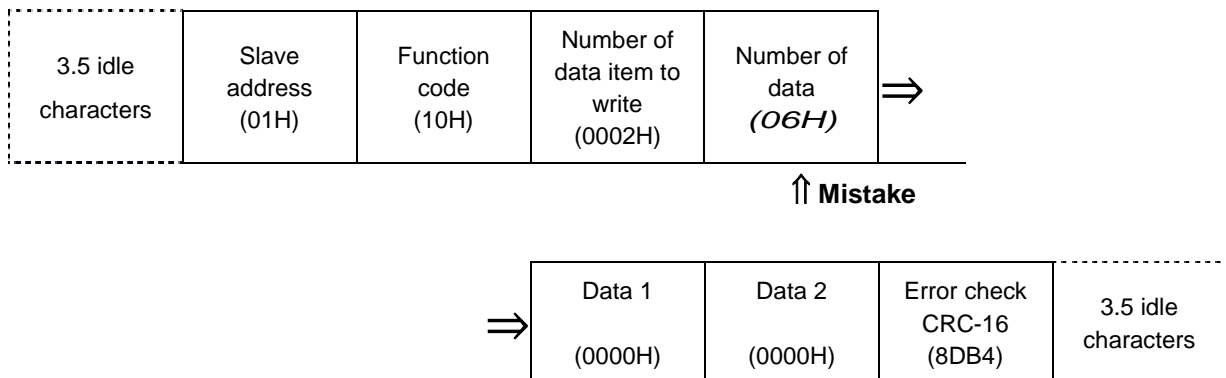 3.5 idle
characters
Slave
address
(01H)
Function
code
(10H)
Number of
data item to
write
(0002H)
Number of
data
(06H)
⇒
⇑ Mistake
⇒
Data 1
(0000H)
Data 2
(0000H)
Error check
CRC-16
(8DB4)
3.5 idle
characters